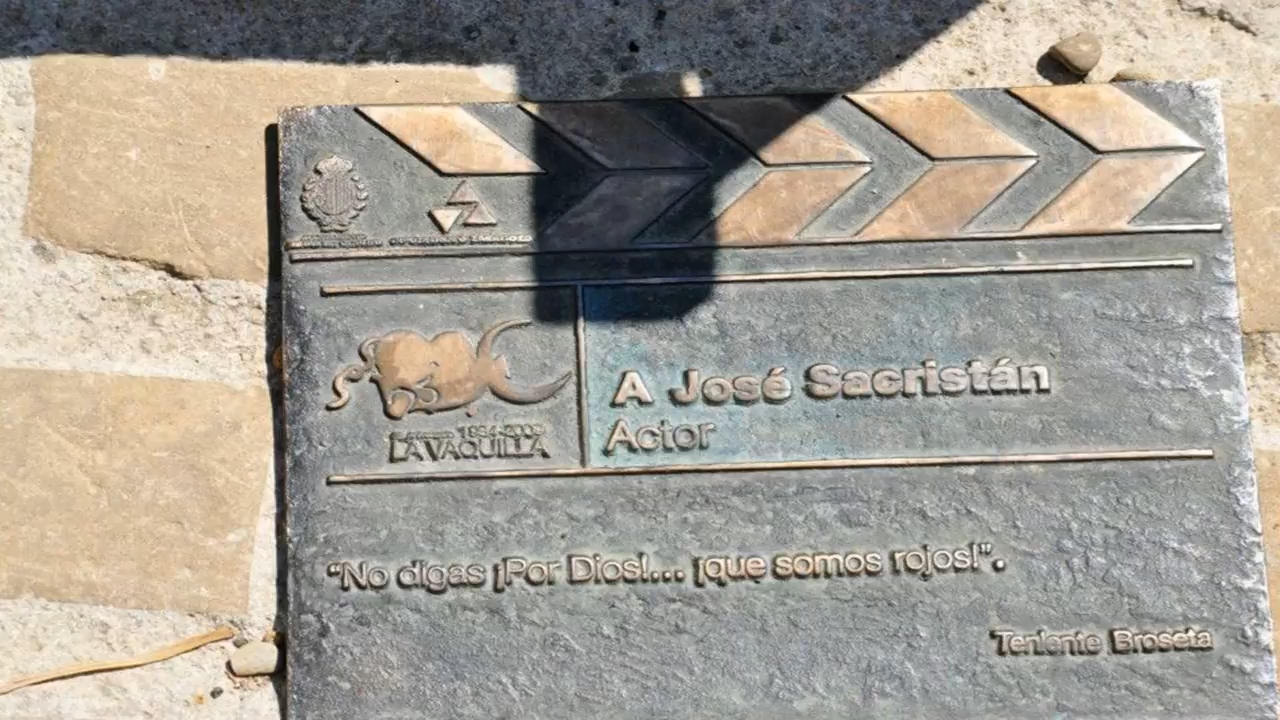 1984-2009
LA VAQUILLA
A José Sacristán
Actor
“No digas ¡Por Dios!... ¡que somos rojos!”.
Teniente Broseta